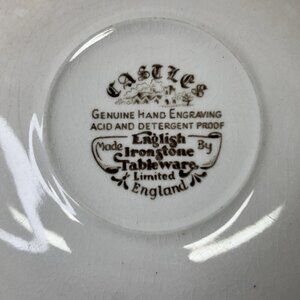 CASTLES
GENUINE HAND ENGRAVING
ACID AND DETERGENT PROOF
Made English By
Ironstone
Tableware
Limited
England